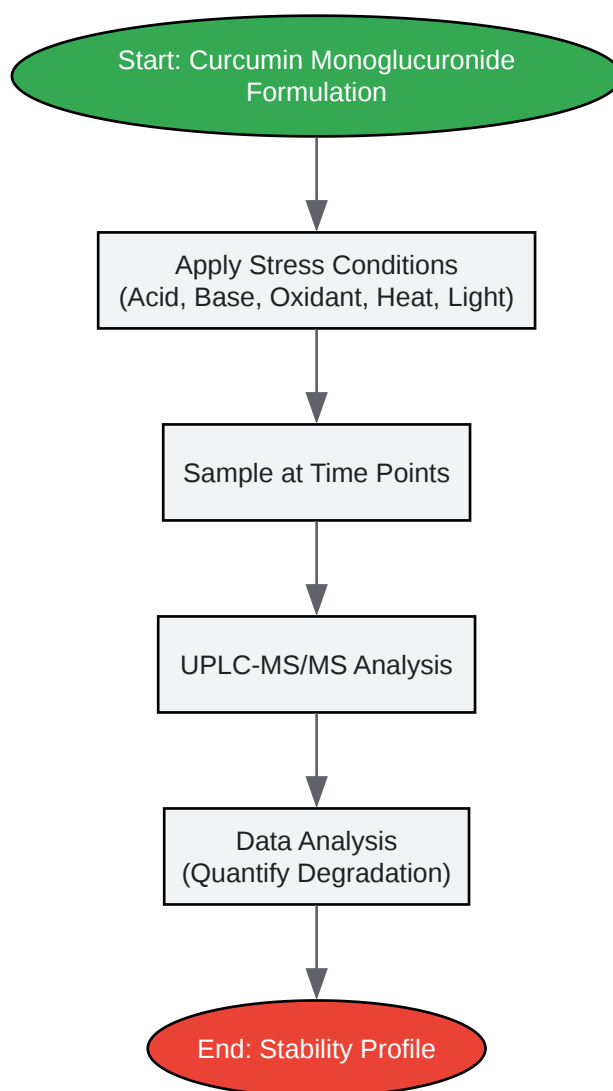 Start: Curcumin Monoglucuronide
Formulation
Apply Stress Conditions
(Acid, Base, Oxidant, Heat, Light)
Sample at Time Points
UPLC-MS/MS Analysis
Data Analysis
(Quantify Degradation)
End: Stability Profile